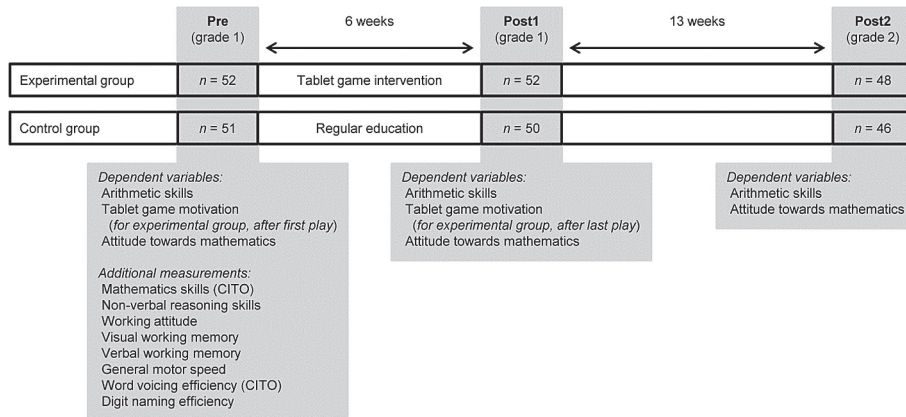 Pre
(grade 1)
6 weeks
Post1
(grade 1)
13 weeks
Post2
(grade 2)
Experimental group
n = 52
Tablet game intervention
n = 52
n = 48
Control group
n = 51
Regular education
n = 50
n = 46
Dependent variables:
Arithmetic skills
Tablet game motivation
(for experimental group, after first play)
Attitude towards mathematics
Additional measurements:
Mathematics skills (CITO)
Non-verbal reasoning skills
Working attitude
Visual working memory
Verbal working memory
General motor speed
Word voicing efficiency (CITO)
Digit naming efficiency
Dependent variables:
Arithmetic skills
Tablet game motivation
(for experimental group, after last play)
Attitude towards mathematics
Dependent variables:
Arithmetic skills
Attitude towards mathematics